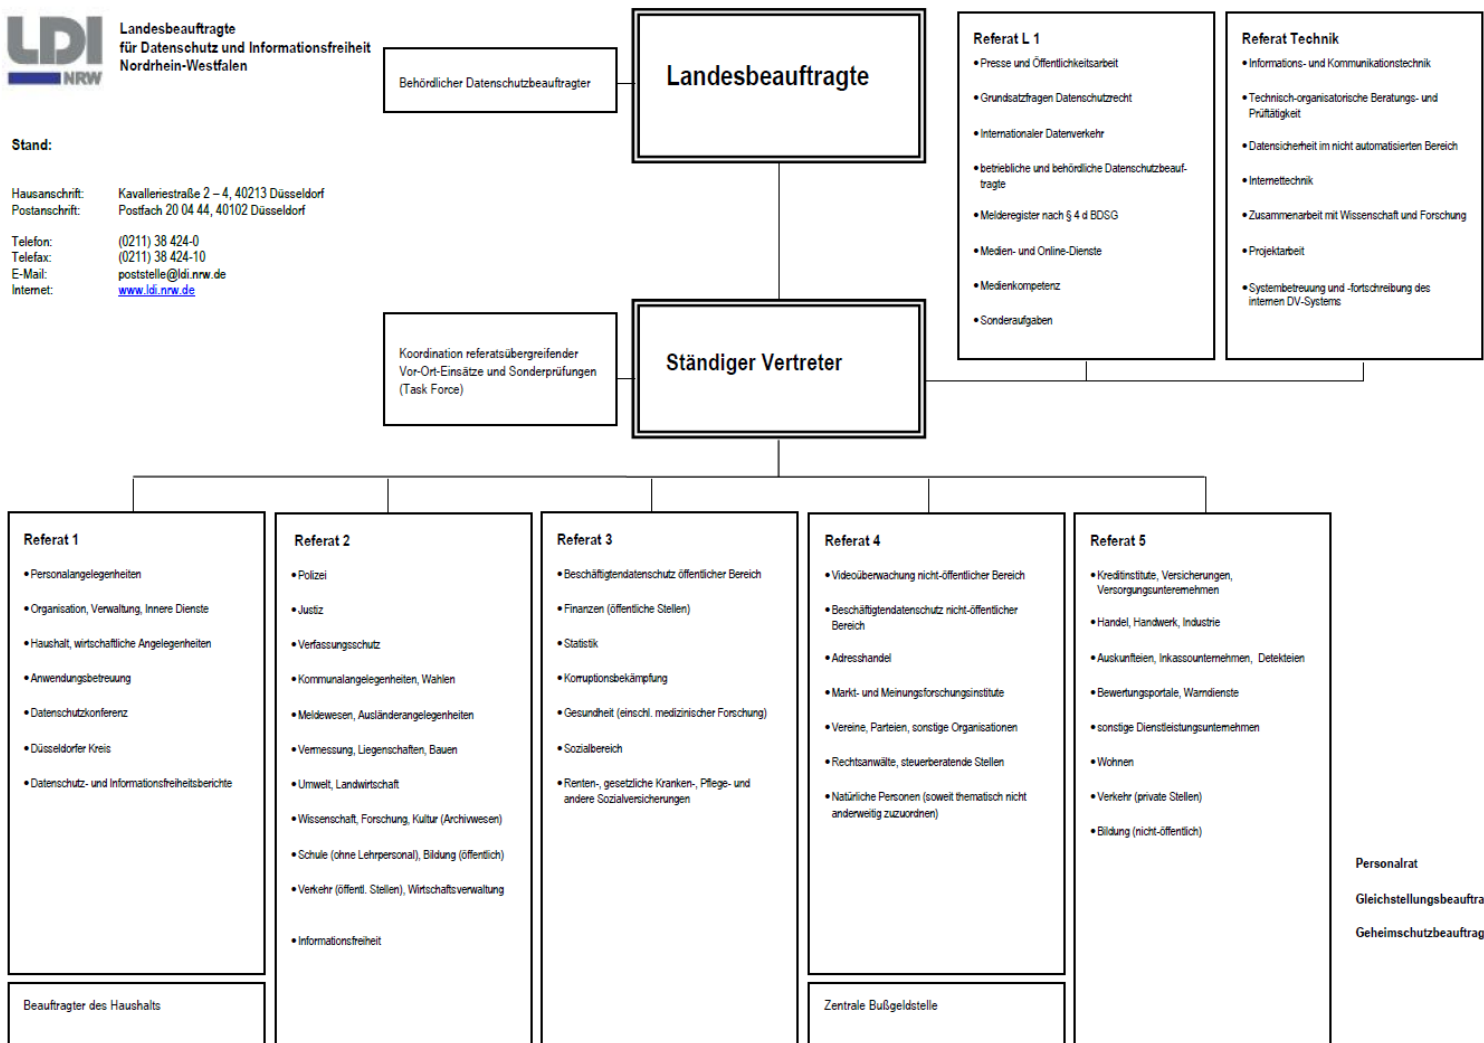 LDI
NRW
Landesbeauftragte
für Datenschutz und Informationsfreiheit
Nordrhein-Westfalen
Stand:
Hausanschrift: Kavalleriestraße 2 – 4, 40213 Düsseldorf
Postanschrift: Postfach 20 04 44, 40102 Düsseldorf
Telefon: (0211) 38 424-0
Telefax: (0211) 38 424-10
E-Mail: poststelle@ldi.nrw.de
Internet: www.ldi.nrw.de
Behördlicher Datenschutzbeauftragter
Landesbeauftragte
Referat L 1
• Presse und Öffentlichkeitsarbeit
• Grundsatzfragen Datenschutzrecht
• Internationaler Datenverkehr
• betriebliche und behördliche Datenschutzbeauf-
tragte
• Melderegister nach § 4 d BDSG
• Medien- und Online-Dienste
• Medienkompetenz
• Sonderaufgaben
Referat Technik
• Informations- und Kommunikationstechnik
• Technisch-organisatorische Beratungs- und
Prüftätigkeit
• Datensicherheit im nicht automatisierten Bereich
• Internettechnik
• Zusammenarbeit mit Wissenschaft und Forschung
• Projektarbeit
• Systembetreuung und -fortschreibung des
internen DV-Systems
Koordination referatsübergreifender
Vor-Ort-Einsätze und Sonderprüfungen
(Task Force)
Ständiger Vertreter
Referat 1
• Personalangelegenheiten
• Organisation, Verwaltung, Innere Dienste
• Haushalt, wirtschaftliche Angelegenheiten
• Anwendungsbetreuung
• Datenschutzkonferenz
• Düsseldorfer Kreis
• Datenschutz- und Informationsfreiheitsberichte
Beauftragter des Haushalts
Referat 2
• Polizei
• Justiz
• Verfassungsschutz
• Kommunalangelegenheiten, Wahlen
• Meldewesen, Ausländerangelegenheiten
• Vermessung, Liegenschaften, Bauen
• Umwelt, Landwirtschaft
• Wissenschaft, Forschung, Kultur (Archivwesen)
• Schule (ohne Lehrpersonal), Bildung (öffentlich)
• Verkehr (öffentl. Stellen), Wirtschaftsverwaltung
• Informationsfreiheit
Referat 3
• Beschäftigtendatenschutz öffentlicher Bereich
• Finanzen (öffentliche Stellen)
• Statistik
• Korruptionsbekämpfung
• Gesundheit (einschl. medizinischer Forschung)
• Sozialbereich
• Renten-, gesetzliche Kranken-, Pflege- und
andere Sozialversicherungen
Referat 4
• Videoüberwachung nicht-öffentlicher Bereich
• Beschäftigtendatenschutz nicht-öffentlicher
Bereich
• Adresshandel
• Markt- und Meinungsforschungsinstitute
• Vereine, Parteien, sonstige Organisationen
• Rechtsanwälte, steuerberatende Stellen
• Natürliche Personen (soweit thematisch nicht
anderweitig zuzuordnen)
Zentrale Bußgeldstelle
Referat 5
• Kreditinstitute, Versicherungen,
Versorgungsunteremehmen
• Handel, Handwerk, Industrie
• Auskunfteien, Inkassounternehmen, Detekteien
• Bewertungsportale, Warndienste
• sonstige Dienstleistungsunternehmen
• Wohnen
• Verkehr (private Stellen)
• Bildung (nicht-öffentlich)
Personalrat
Gleichstellungsbeauftra
Geheimschutzbeauftrag